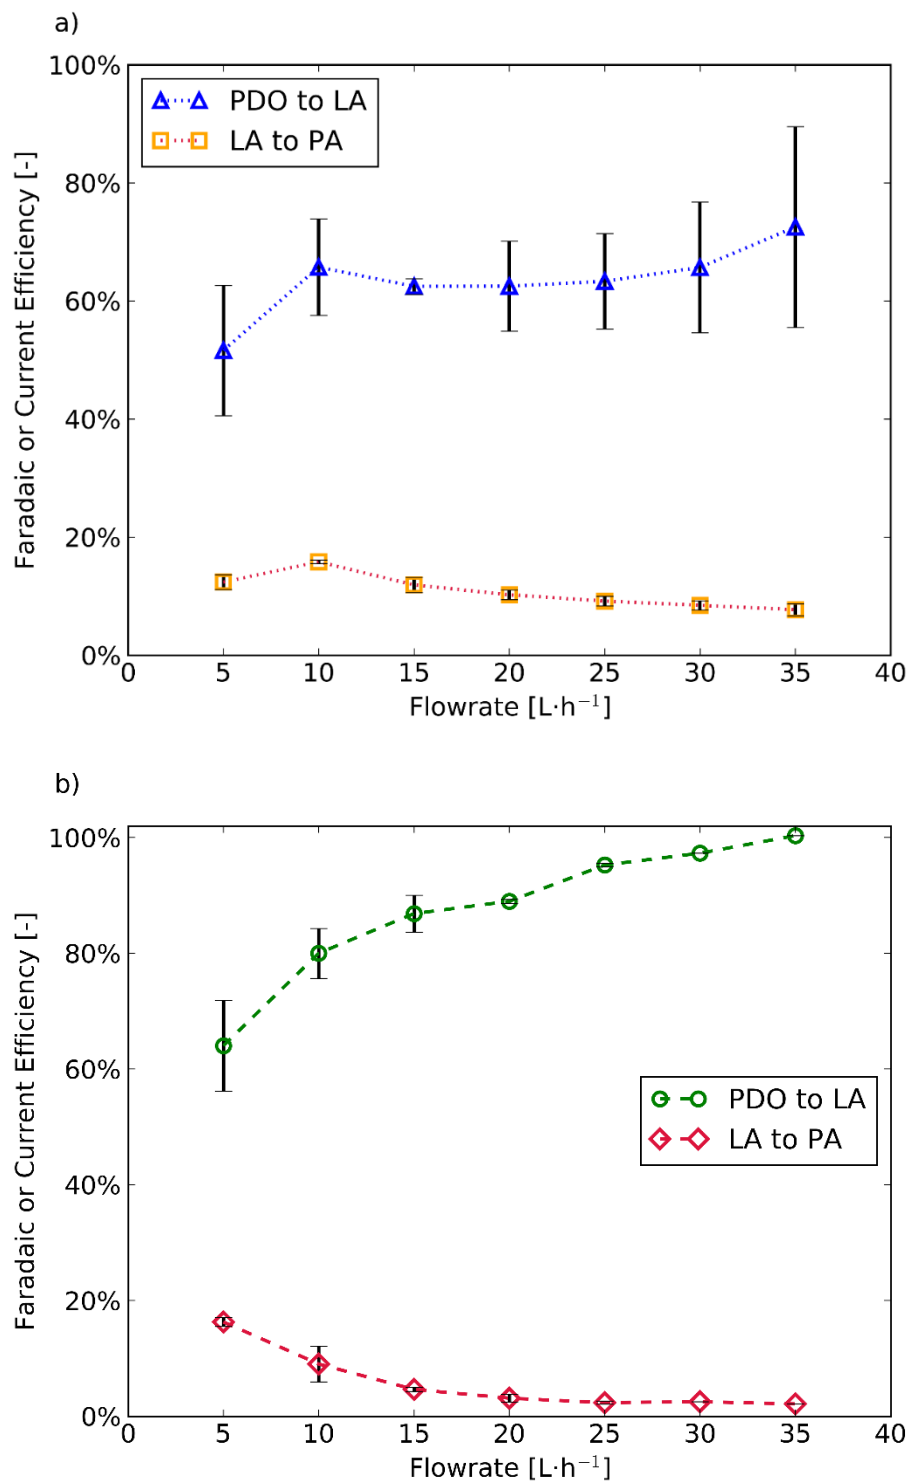 a)
100%
80%
60%
40%
20%
0%
Faradaic or Current Efficiency [-]
PDO to LA
LA to PA
0 5 10 15 20 25 30 35 40
Flowrate [L·h⁻¹]
b)
100%
80%
60%
40%
20%
0%
Faradaic or Current Efficiency [-]
PDO to LA
LA to PA
0 5 10 15 20 25 30 35 40
Flowrate [L·h⁻¹]